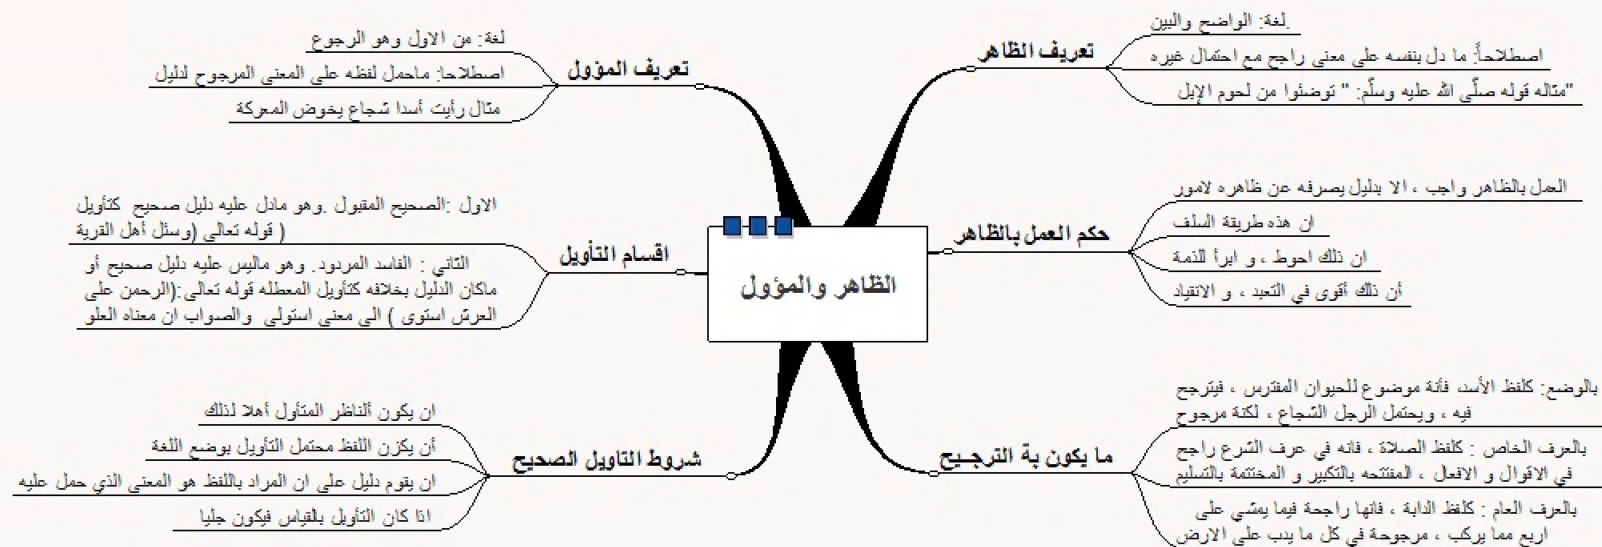 الظاهر والمؤول
تعريف الظاهر
لغة: الواضح والبين.
اصطلاحاً: ما دل بنفسه على معنى راجح مع احتمال غيره
"مثاله قوله صلّى الله عليه وسلّم: " توضئوا من لحوم الإبل
حكم العمل بالظاهر
العمل بالظاهر واجب ، الا بدليل يصرفه عن ظاهره لامور
ان هذه طريقة السلف
ان ذلك احوط ، و ابرأ للذمة
أن ذلك أقوى في التعبد ، و الانقياد
ما يكون بة الترجيح
بالوضع: كلفظ الأسد، فأنة موضوع للحيوان المفترس ، فيترجح
فيه ، ويحتمل الرجل الشجاع ، لكنة مرجوح
بالعرف الخاص : كلفظ الصلاة ، فانه في عرف الشرع راجح
في الاقوال و الافعال ، المفتتحه بالتكبير و المختتمة بالتسليم
بالعرف العام : كلفظ الدابة ، فانها راجحة فيما يمشي على
اربع مما يركب ، مرجوحة في كل ما يدب على الارض
تعريف المؤول
لغة: من الاول وهو الرجوع
اصطلاحا: ماحمل لفظه على المعنى المرجوح لدليل
مثال رأيت أسدا شجاع يخوض المعركة
اقسام التأويل
الاول :الصحيح المقبول .وهو مادل عليه دليل صحيح كتأويل
( قوله تعالى (وسئل أهل القرية
الثاني : الفاسد المردود. وهو ماليس عليه دليل صحيح أو
ماكان الدليل بخلافه كتأويل المعطله قوله تعالى :(الرحمن على
العرش استوى ) الى معنى استولى والصواب ان معناه العلو
شروط التاويل الصحيح
ان يكون ألناظر المتأول أهلا لذلك
أن يكزن اللفظ محتمل التأويل بوضع اللغة
ان يقوم دليل على ان المراد باللفظ هو المعنى الذي حمل عليه
اذا كان التأويل بالقياس فيكون جليا